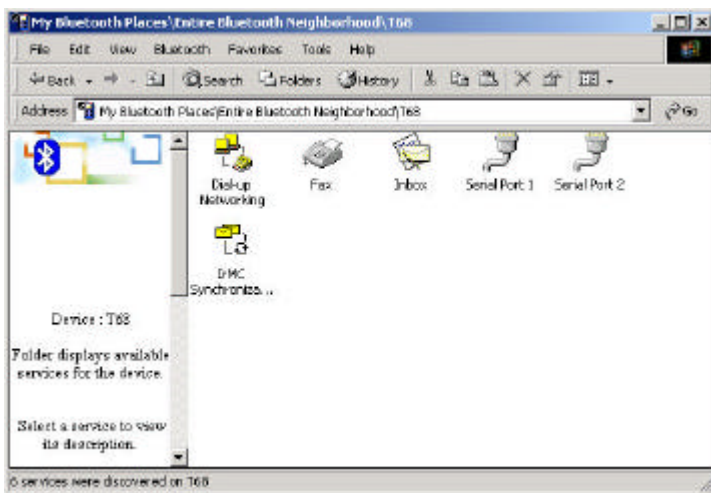 My Bluetooth Places\Entire Bluetooth Neighborhood\T68
File Edit View Bluetooth Favorites Tools Help
Back Search Folders History
Address My Bluetooth Places\Entire Bluetooth Neighborhood\T68 Go
Dial-up
Networking
Fax
Inbox
Serial Port 1
Serial Port 2
IrMC
Synchroniza...
Device : T68
Folder displays available
services for the device.
Select a service to view
its description.
6 services were discovered on T68